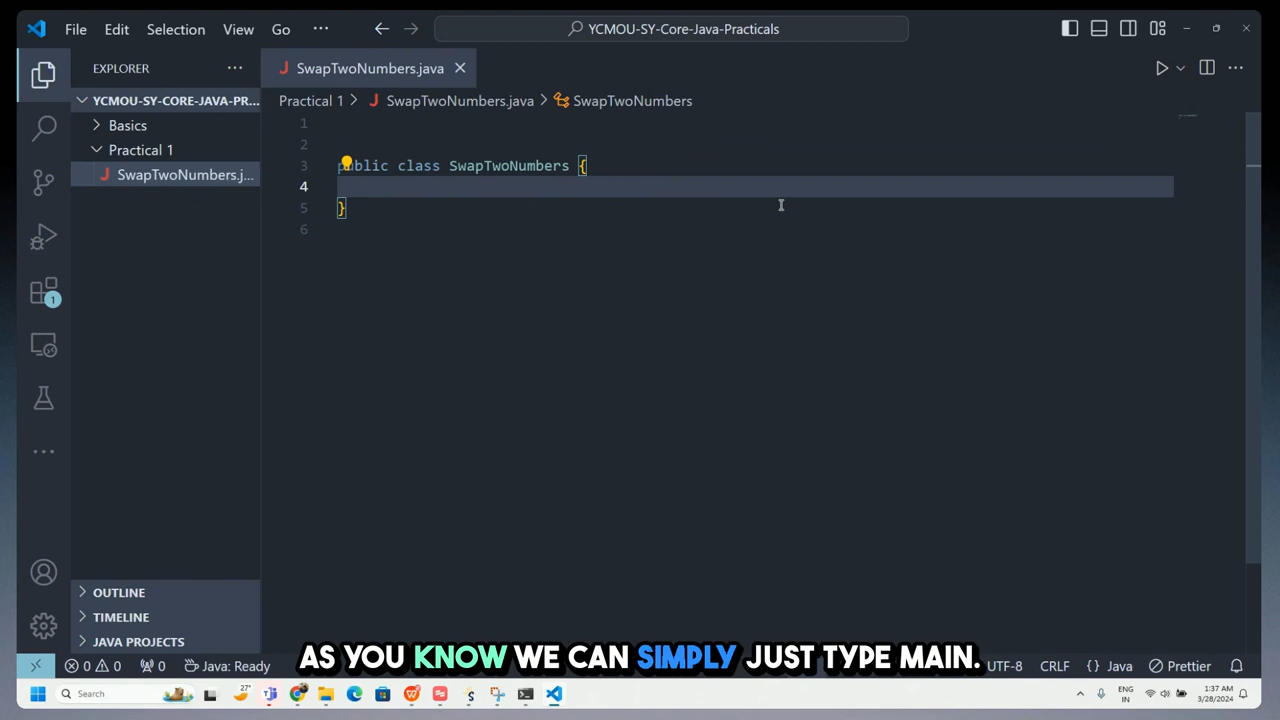 File Edit Selection View Go ··· YCMOU-SY-Core-Java-Practicals
EXPLORER ···
SwapTwoNumbers.java
YCMOU-SY-CORE-JAVA-PR...
Practical 1 > SwapTwoNumbers.java > SwapTwoNumbers
Basics
Practical 1
SwapTwoNumbers.j...
1
2
3 public class SwapTwoNumbers {
4
5 }
6
1
OUTLINE
TIMELINE
JAVA PROJECTS
AS YOU KNOW WE CAN SIMPLY JUST TYPE MAIN.
0 0 0 Java: Ready UTF-8 CRLF {} Java Prettier
Search 27° ENG IN 1:37 AM 3/28/2024